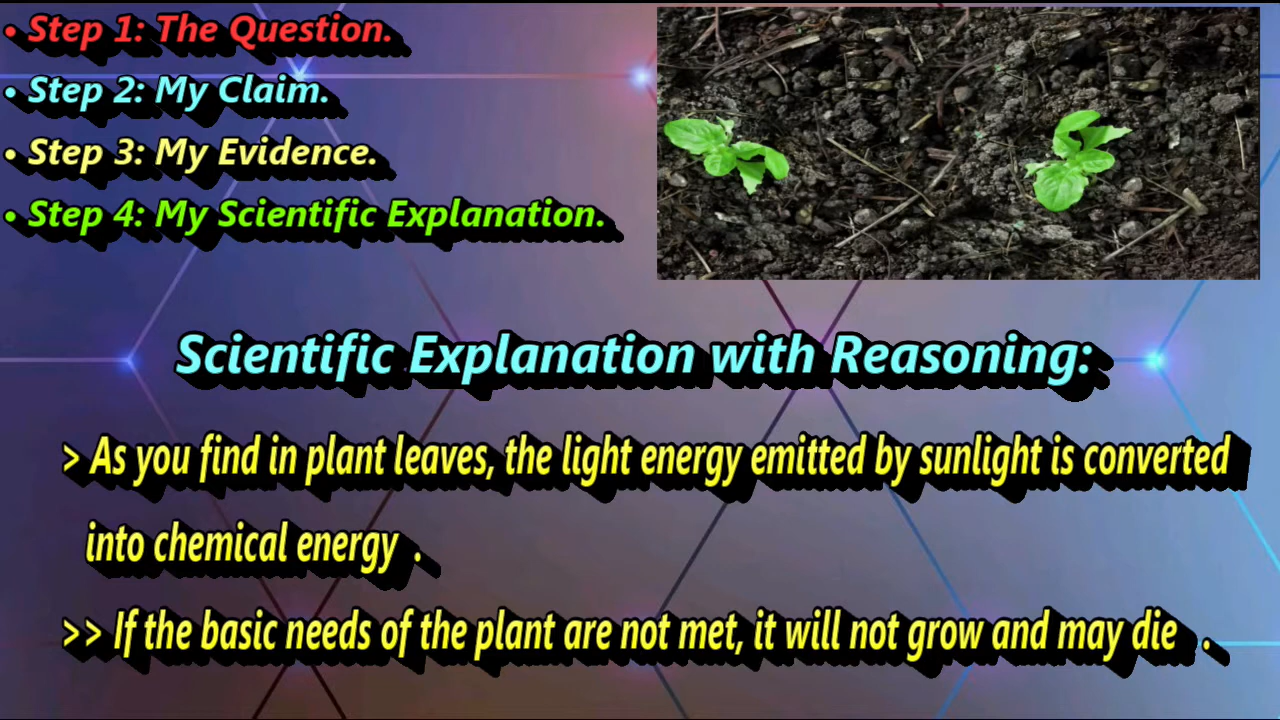 • Step 1: The Question.
• Step 2: My Claim.
• Step 3: My Evidence.
• Step 4: My Scientific Explanation.
Scientific Explanation with Reasoning:
> As you find in plant leaves, the light energy emitted by sunlight is converted
into chemical energy .
>> If the basic needs of the plant are not met, it will not grow and may die .